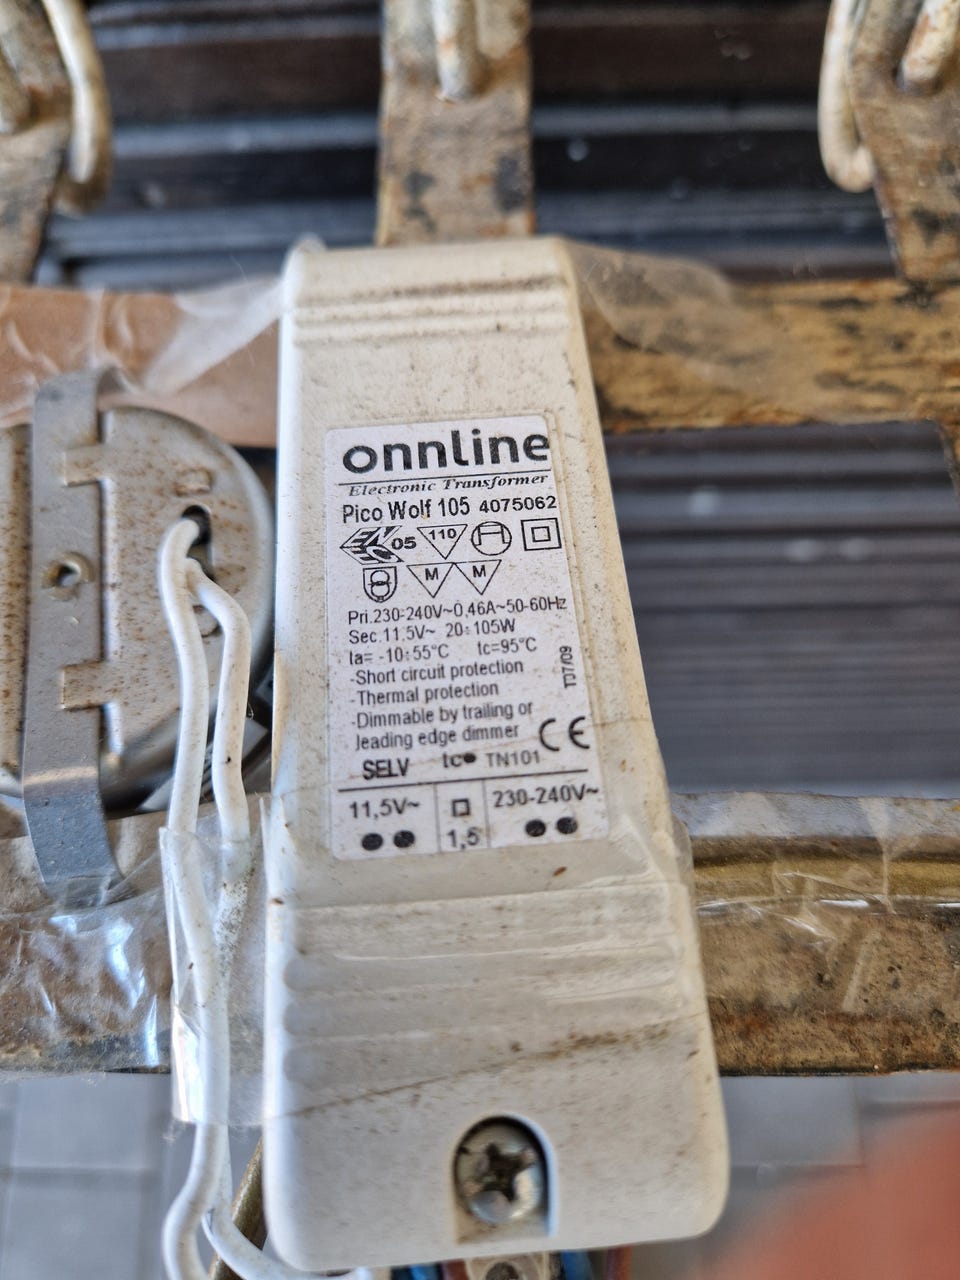 onnline
Electronic Transformer
Pico Wolf 105 4075062
05 110
M M
Pri.230-240V~0,46A~50-60Hz
Sec.11,5V~ 20÷105W
ta= -10÷55°C tc=95°C
-Short circuit protection
-Thermal protection
-Dimmable by trailing or
leading edge dimmer
CE
T07/09
SELV tc● TN101
11,5V~ 230-240V~
1,5